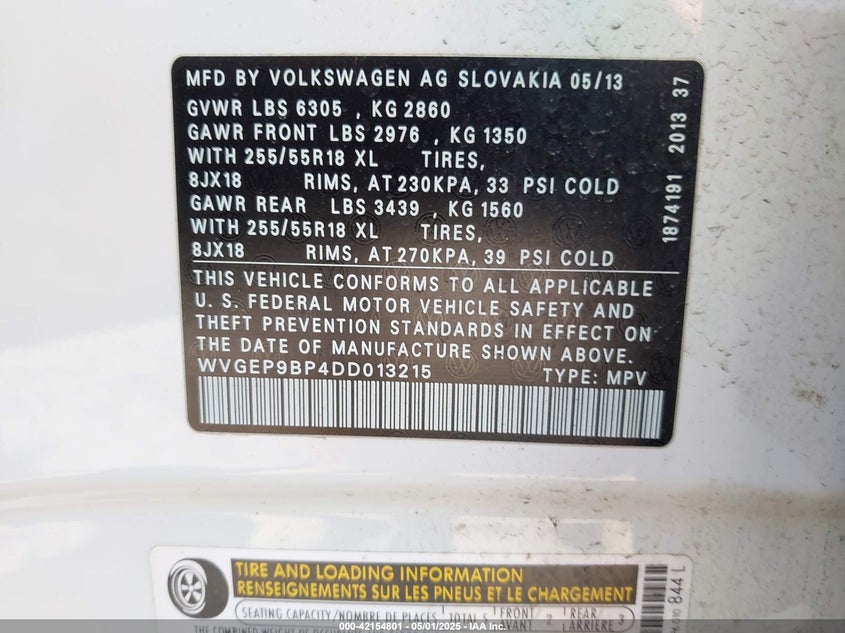 MFD BY VOLKSWAGEN AG SLOVAKIA 05/13
GVWR LBS 6305 , KG 2860
GAWR FRONT LBS 2976 , KG 1350
WITH 255/55R18 XL TIRES,
8JX18 RIMS, AT 230KPA, 33 PSI COLD
GAWR REAR LBS 3439 , KG 1560
WITH 255/55R18 XL TIRES,
8JX18 RIMS, AT 270KPA, 39 PSI COLD
THIS VEHICLE CONFORMS TO ALL APPLICABLE
U. S. FEDERAL MOTOR VEHICLE SAFETY AND
THEFT PREVENTION STANDARDS IN EFFECT ON
THE DATE OF MANUFACTURE SHOWN ABOVE
WVGEP9BP4DD013215 TYPE: MPV
1874191 2013 37
TIRE AND LOADING INFORMATION
RENSEIGNEMENTS SUR LES PNEUS ET LE CHARGEMENT
SEATING CAPACITY/NOMBRE DE PLACES TOTAL 5 FRONT 2 REAR 3
AVANT ARRIÈRE
844 L
000-42154801 - 05/01/2025 - IAA Inc.